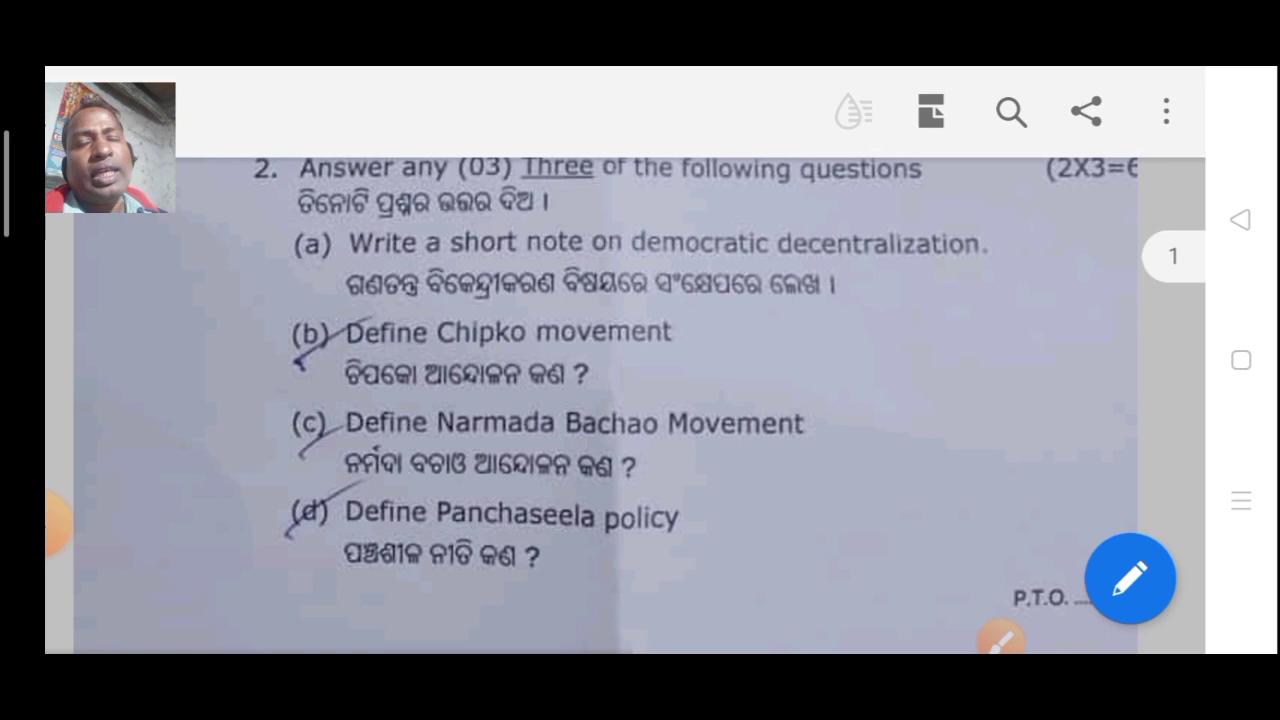 2. Answer any (03) Three of the following questions (2X3=6
ତିନୋଟି ପ୍ରଶ୍ନର ଉତ୍ତର ଦିଅ ।
(a) Write a short note on democratic decentralization.
ଗଣତନ୍ତ୍ର ବିକେନ୍ଦ୍ରୀକରଣ ବିଷୟରେ ସଂକ୍ଷେପରେ ଲେଖ ।
(b) Define Chipko movement
ଚିପକୋ ଆନ୍ଦୋଳନ କଣ ?
(c) Define Narmada Bachao Movement
ନର୍ମଦା ବଚାଓ ଆନ୍ଦୋଳନ କଣ ?
(d) Define Panchaseela policy
ପଞ୍ଚଶୀଳ ନୀତି କଣ ?
P.T.O. ....
1